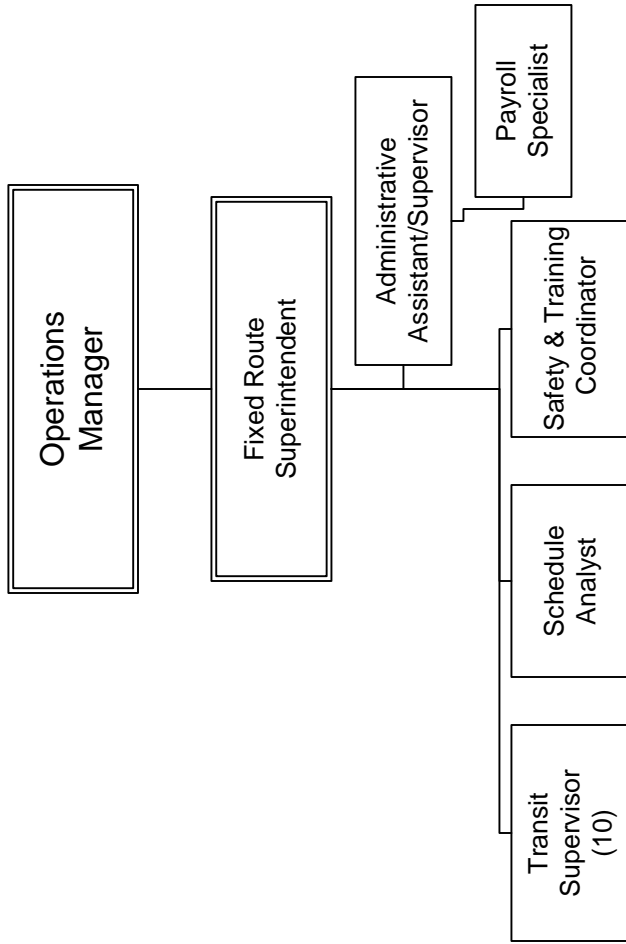 Operations
Manager
Fixed Route
Superintendent
Administrative
Assistant/Supervisor
Payroll
Specialist
Transit
Supervisor
(10)
Schedule
Analyst
Safety & Training
Coordinator